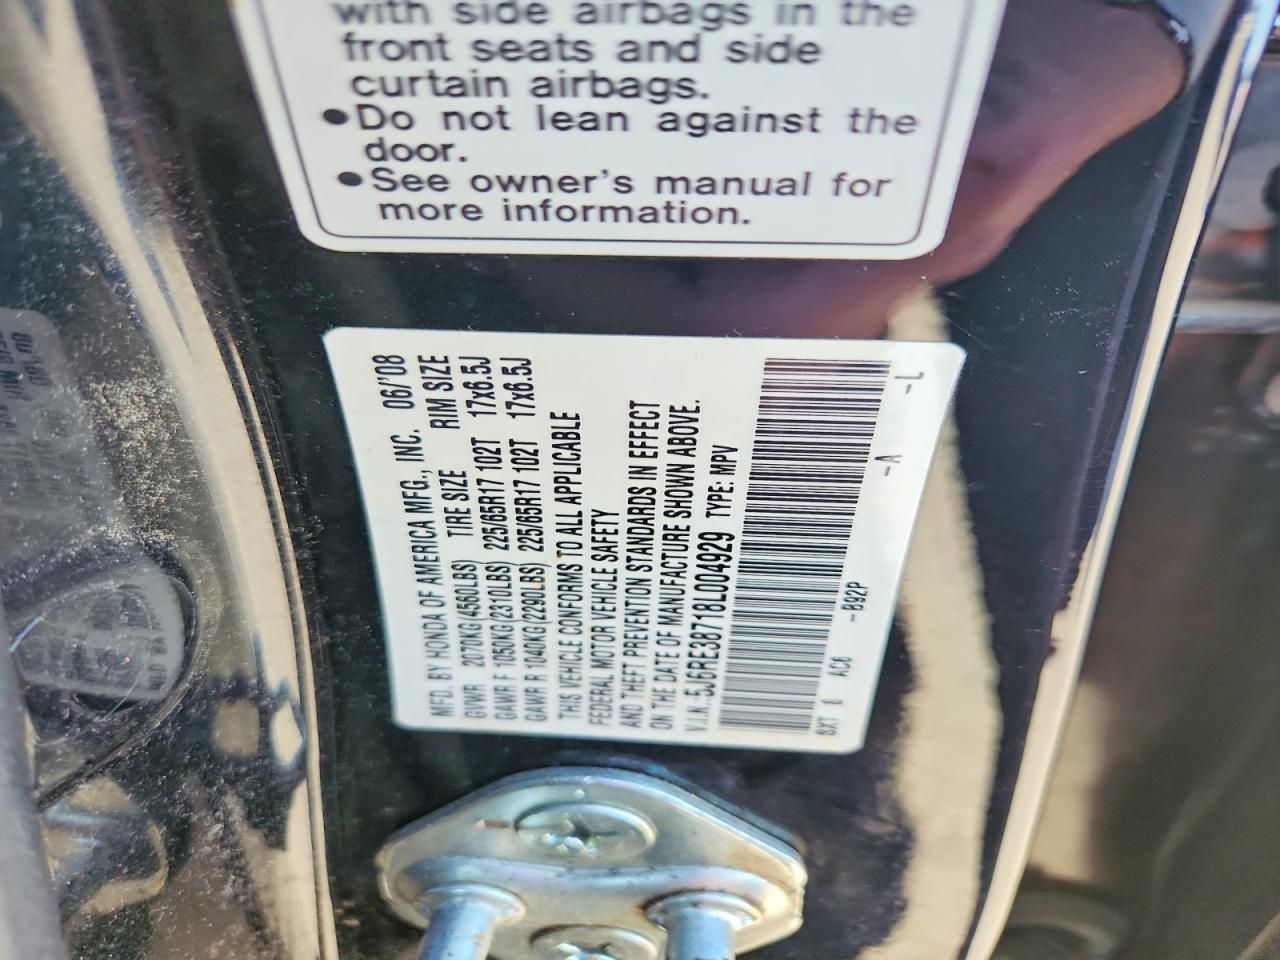 with side airbags in the
front seats and side
curtain airbags.
●Do not lean against the
door.
●See owner's manual for
more information.
MFD. BY HONDA OF AMERICA MFG., INC. 06/'08
GVWR 2070KG(4560LBS) TIRE SIZE RIM SIZE
GAWR F 1050KG(2310LBS) 225/65R17 102T 17x6.5J
GAWR R 1040KG(2290LBS) 225/65R17 102T 17x6.5J
THIS VEHICLE CONFORMS TO ALL APPLICABLE
FEDERAL MOTOR VEHICLE SAFETY
AND THEFT PREVENTION STANDARDS IN EFFECT
ON THE DATE OF MANUFACTURE SHOWN ABOVE.
V.I.N.:5J6RE38718L004929 TYPE: MPV
SXT 6 AC6 -B92P -A -L